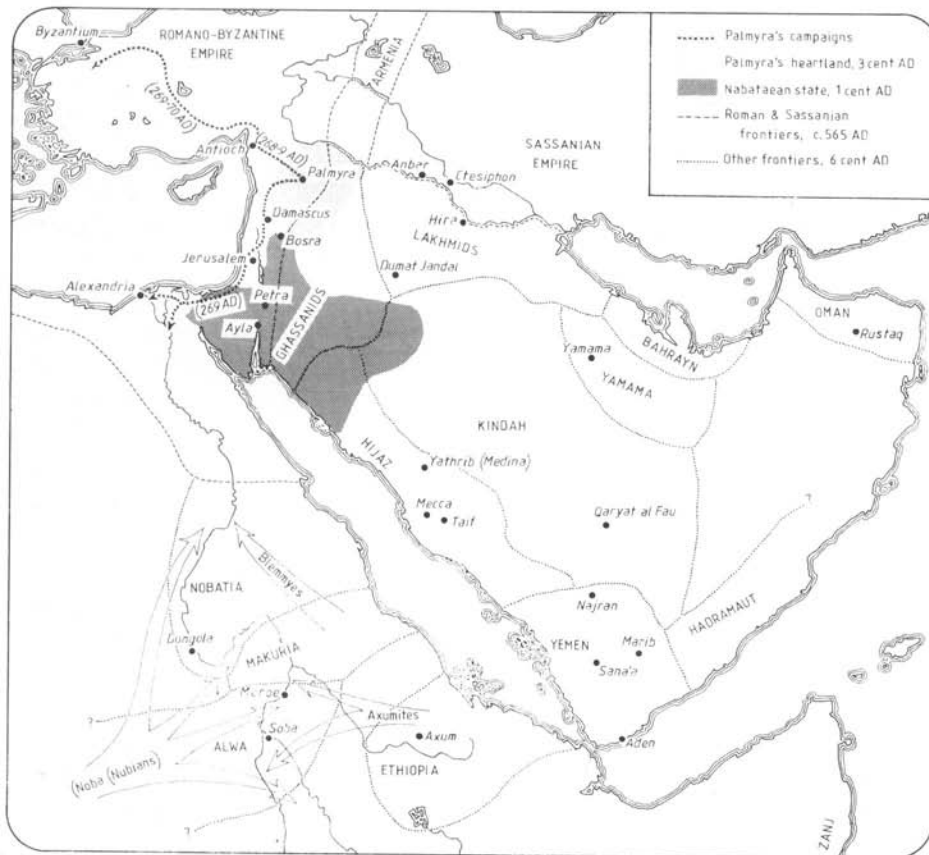 Byzantium
ROMANO-BYZANTINE
EMPIRE
ARMENIA
Palmyra's campaigns
Palmyra's heartland, 3 cent AD
Nabataean state, 1 cent AD
Roman & Sassanian
frontiers, c.565 AD
Other frontiers, 6 cent AD
(269-70 AD)
(268-9 AD)
Antioch
Palmyra
SASSANIAN
EMPIRE
Anbar
Ctesiphon
Damascus
Bosra
Hira
LAKHMIDS
Jerusalem
Dumat Jandal
Alexandria
(269 AD)
Petra
Ayla
GHASSANIDS
OMAN
Rustaq
BAHRAYN
Yamama
YAMAMA
KINDAH
HIJAZ
Yathrib (Medina)
Mecca
Taif
Qaryat al Fau
?
Blemmyes
NOBATIA
Najran
HADRAMAUT
Dongola
MAKURIA
YEMEN
Marib
Sana'a
Meroe
?
Axumites
Soba
Axum
Aden
ALWA
ETHIOPIA
(Noba (Nubians)
?
ZANJ